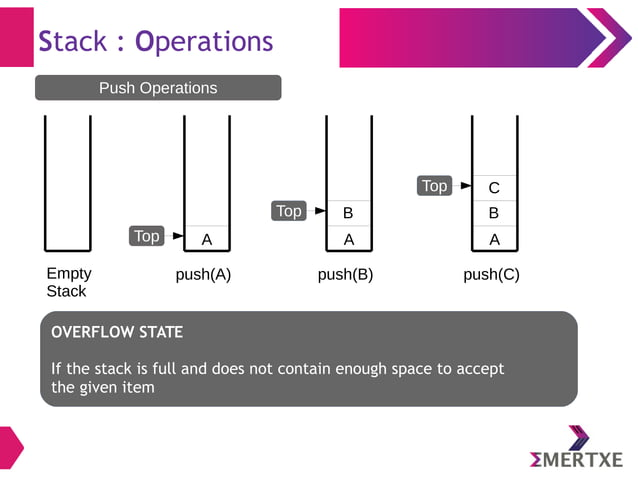 Stack : Operations
Push Operations
Top
C
Top
B
B
Top
A
A
A
Empty
Stack
push(A)
push(B)
push(C)
OVERFLOW STATE
If the stack is full and does not contain enough space to accept
the given item
EMERTXE